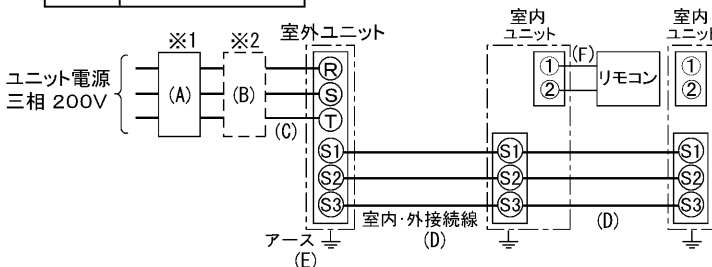 ※1
※2
室外ユニット
室内
ユニット
室内
ユニット
ユニット電源
三相 200V
(A)
(B)
(C)
R
S
T
①
②
(F)
リモコン
①
②
S1
S2
S3
S1
S2
S3
S1
S2
S3
室内・外接続線
(D)
(D)
アース
(E)